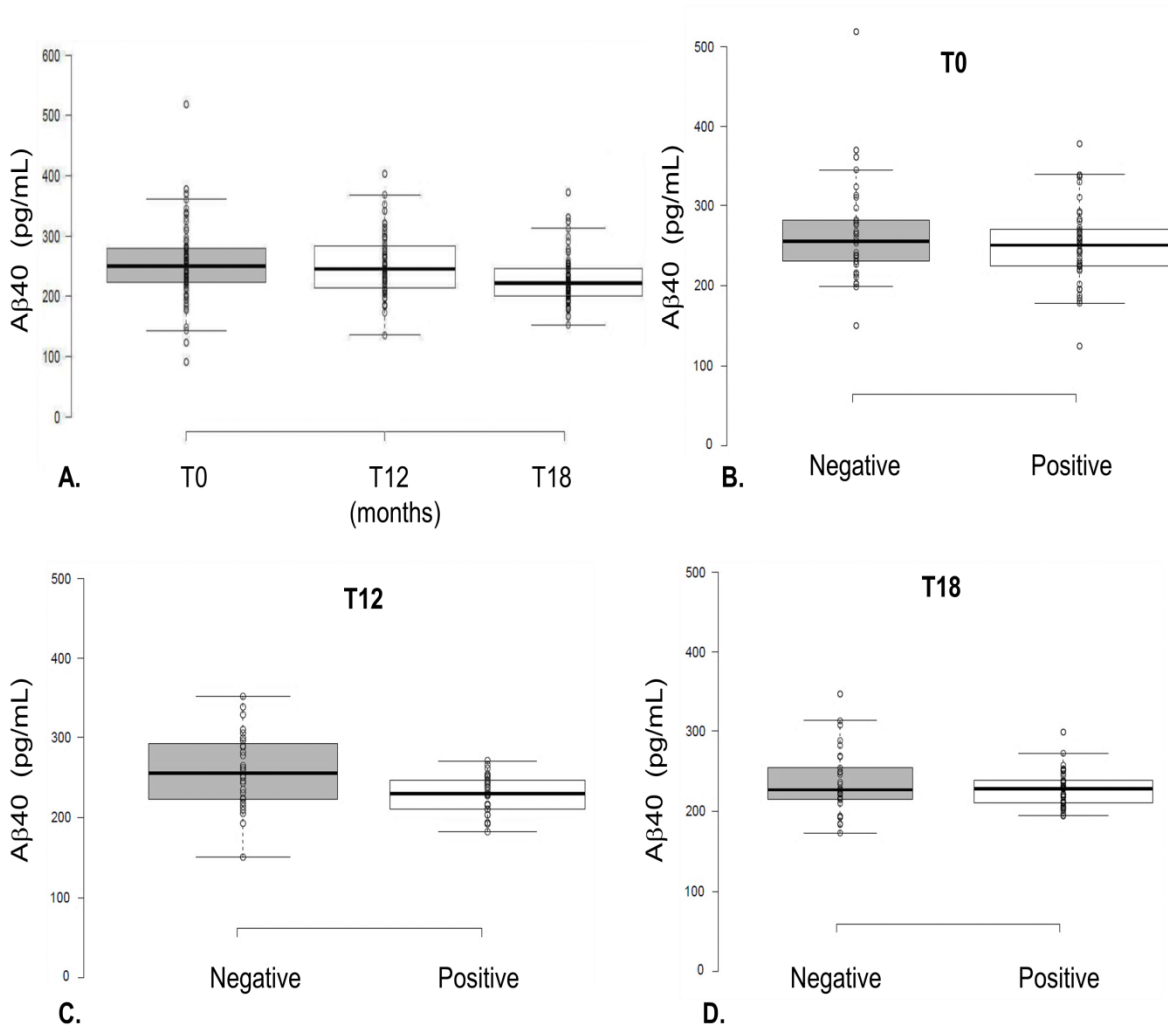 600
500
400
300
200
100
0
Aβ40 (pg/mL)
T0
T12
T18
(months)
A.
T0
500
400
300
200
100
0
Aβ40 (pg/mL)
Negative
Positive
B.
T12
500
400
300
200
100
0
Aβ40 (pg/mL)
Negative
Positive
C.
T18
500
400
300
200
100
0
Aβ40 (pg/mL)
Negative
Positive
D.